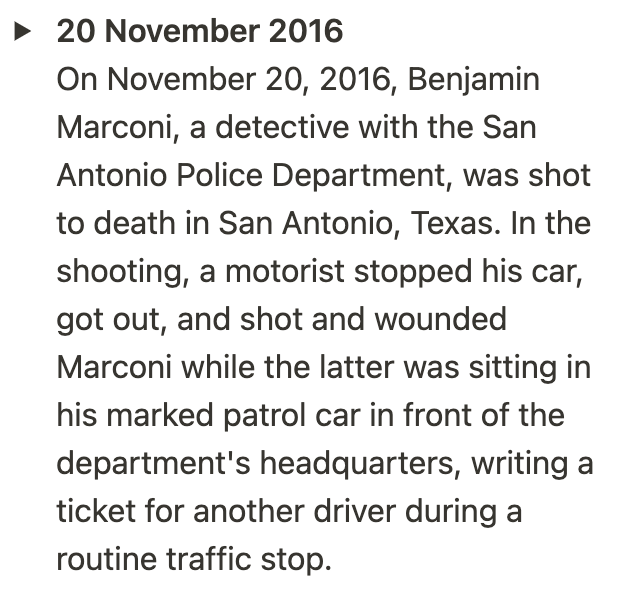 20 November 2016
On November 20, 2016, Benjamin
Marconi, a detective with the San
Antonio Police Department, was shot
to death in San Antonio, Texas. In the
shooting, a motorist stopped his car,
got out, and shot and wounded
Marconi while the latter was sitting in
his marked patrol car in front of the
department's headquarters, writing a
ticket for another driver during a
routine traffic stop.